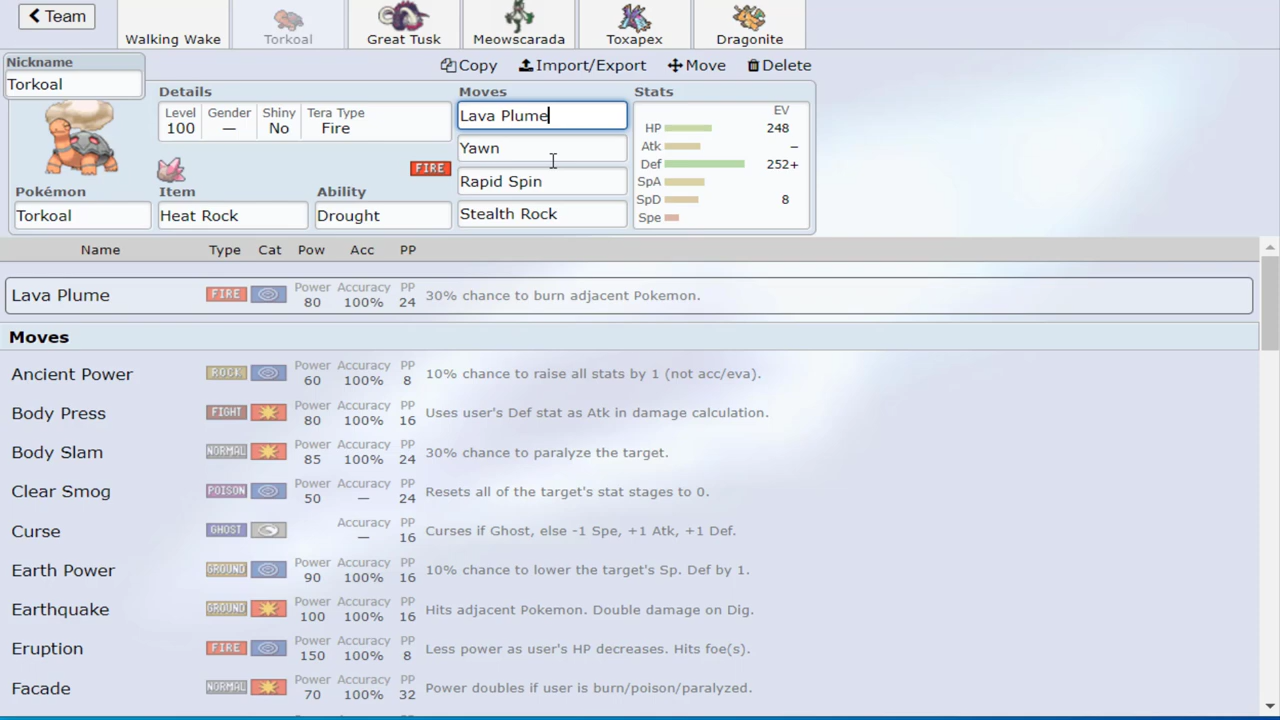 Team
Walking Wake
Torkoal
Great Tusk
Meowscarada
Toxapex
Dragonite
Copy
Import/Export
Move
Delete
Nickname
Torkoal
Details
Level
100
Gender
—
Shiny
No
Tera Type
Fire
FIRE
Pokémon
Torkoal
Item
Heat Rock
Ability
Drought
Moves
Lava Plume
Yawn
Rapid Spin
Stealth Rock
Stats
EV
HP 248
Atk –
Def 252+
SpA
SpD 8
Spe
Name Type Cat Pow Acc PP
Lava Plume FIRE Power 80 Accuracy 100% PP 24 30% chance to burn adjacent Pokemon.
Moves
Ancient Power ROCK Power 60 Accuracy 100% PP 8 10% chance to raise all stats by 1 (not acc/eva).
Body Press FIGHT Power 80 Accuracy 100% PP 16 Uses user's Def stat as Atk in damage calculation.
Body Slam NORMAL Power 85 Accuracy 100% PP 24 30% chance to paralyze the target.
Clear Smog POISON Power 50 Accuracy — PP 24 Resets all of the target's stat stages to 0.
Curse GHOST Accuracy — PP 16 Curses if Ghost, else -1 Spe, +1 Atk, +1 Def.
Earth Power GROUND Power 90 Accuracy 100% PP 16 10% chance to lower the target's Sp. Def by 1.
Earthquake GROUND Power 100 Accuracy 100% PP 16 Hits adjacent Pokemon. Double damage on Dig.
Eruption FIRE Power 150 Accuracy 100% PP 8 Less power as user's HP decreases. Hits foe(s).
Facade NORMAL Power 70 Accuracy 100% PP 32 Power doubles if user is burn/poison/paralyzed.